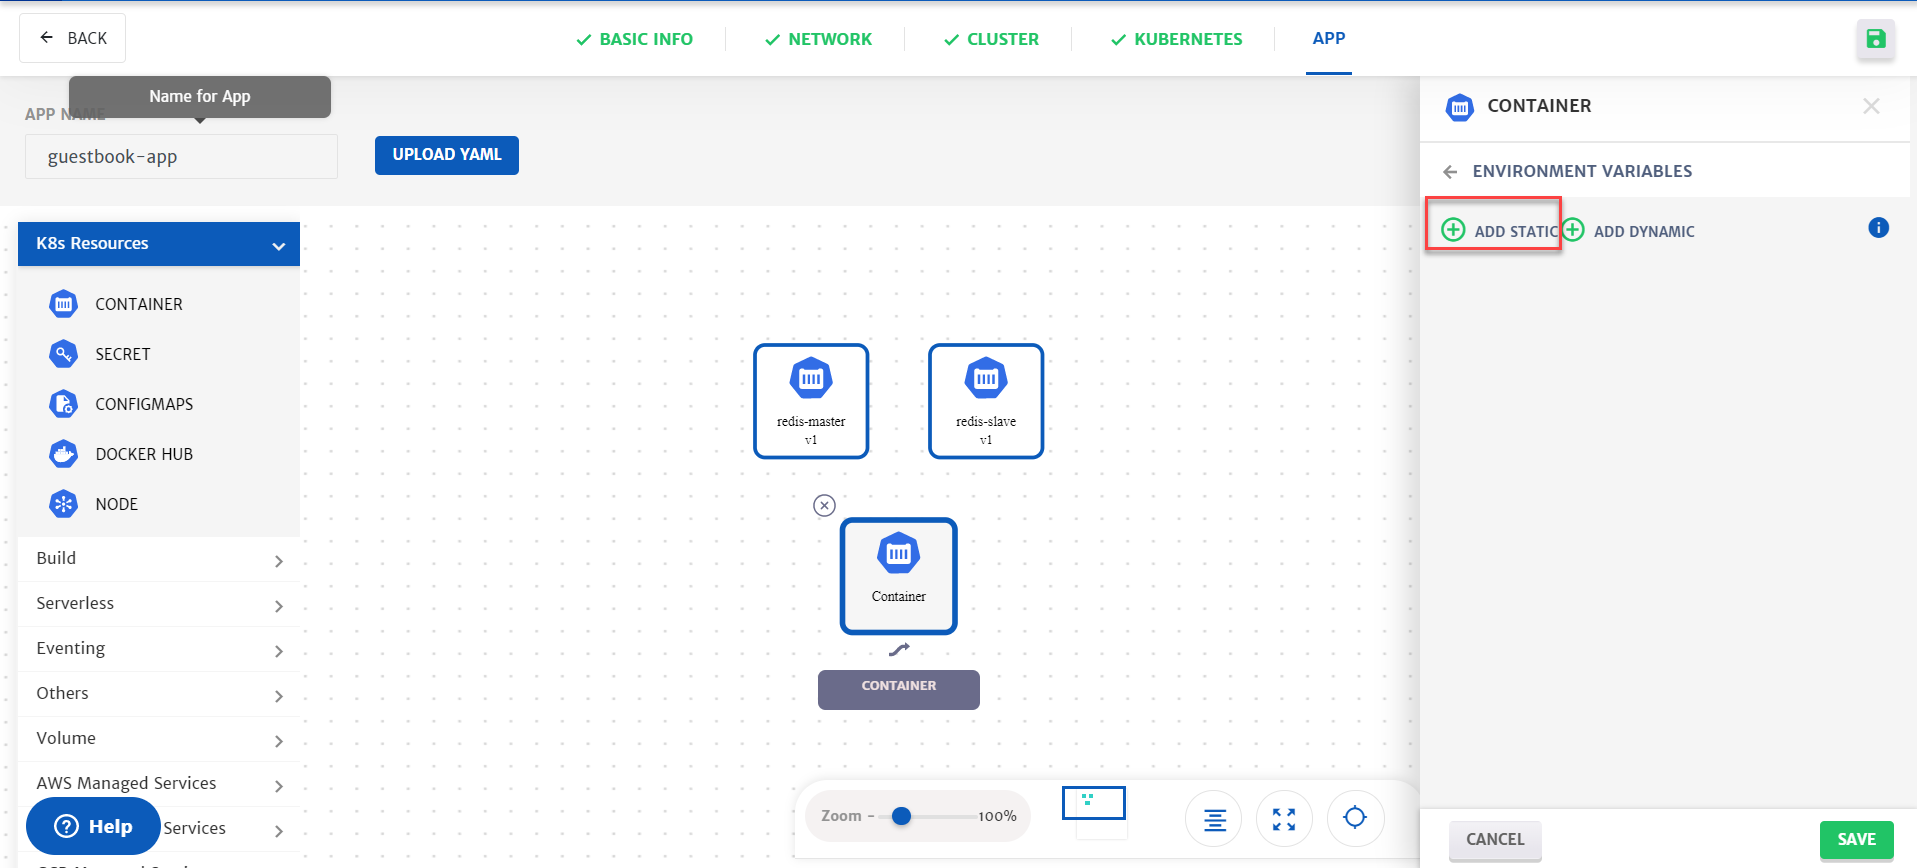 BACK
BASIC INFO
NETWORK
CLUSTER
KUBERNETES
APP
Name for App
APP NAME
guestbook-app
UPLOAD YAML
K8s Resources
CONTAINER
SECRET
CONFIGMAPS
DOCKER HUB
NODE
Build
Serverless
Eventing
Others
Volume
AWS Managed Services
Services
Help
redis-master
v1
redis-slave
v1
Container
CONTAINER
Zoom
100%
CONTAINER
ENVIRONMENT VARIABLES
ADD STATIC
ADD DYNAMIC
CANCEL
SAVE